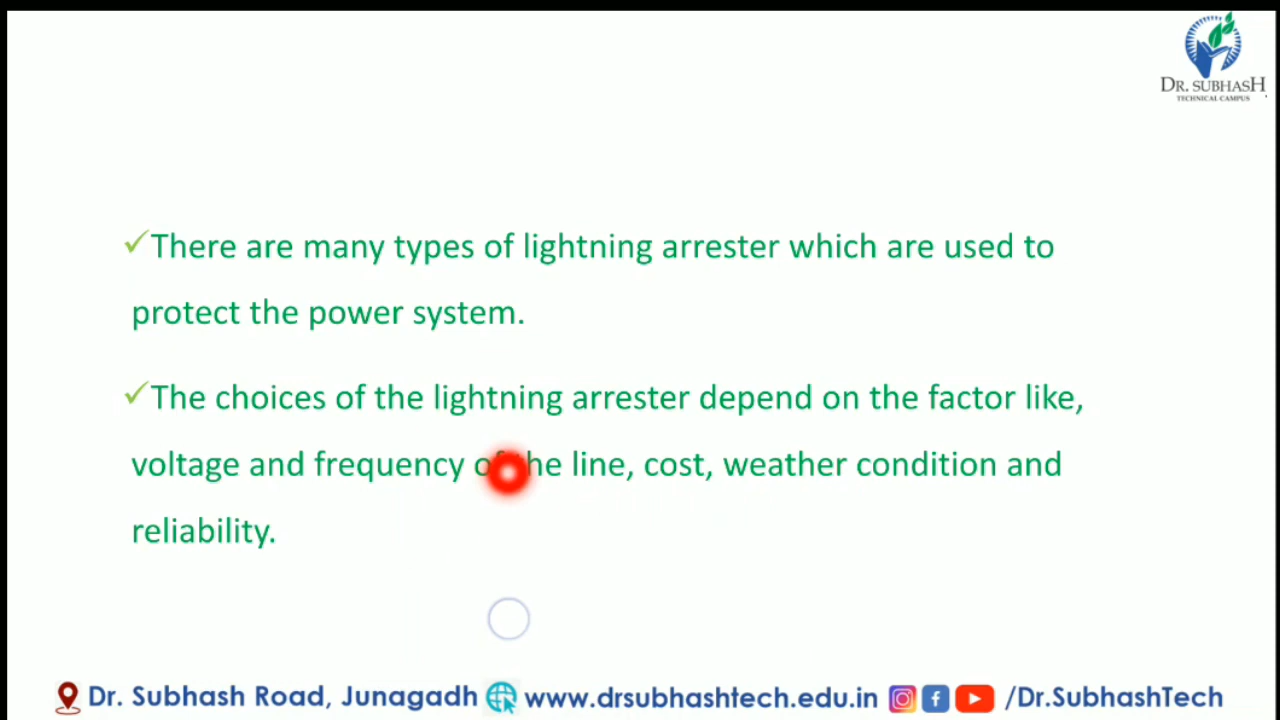 DR. SUBHASH
TECHNICAL CAMPUS
There are many types of lightning arrester which are used to
protect the power system.
The choices of the lightning arrester depend on the factor like,
voltage and frequency of the line, cost, weather condition and
reliability.
Dr. Subhash Road, Junagadh www.drsubhashtech.edu.in /Dr.SubhashTech